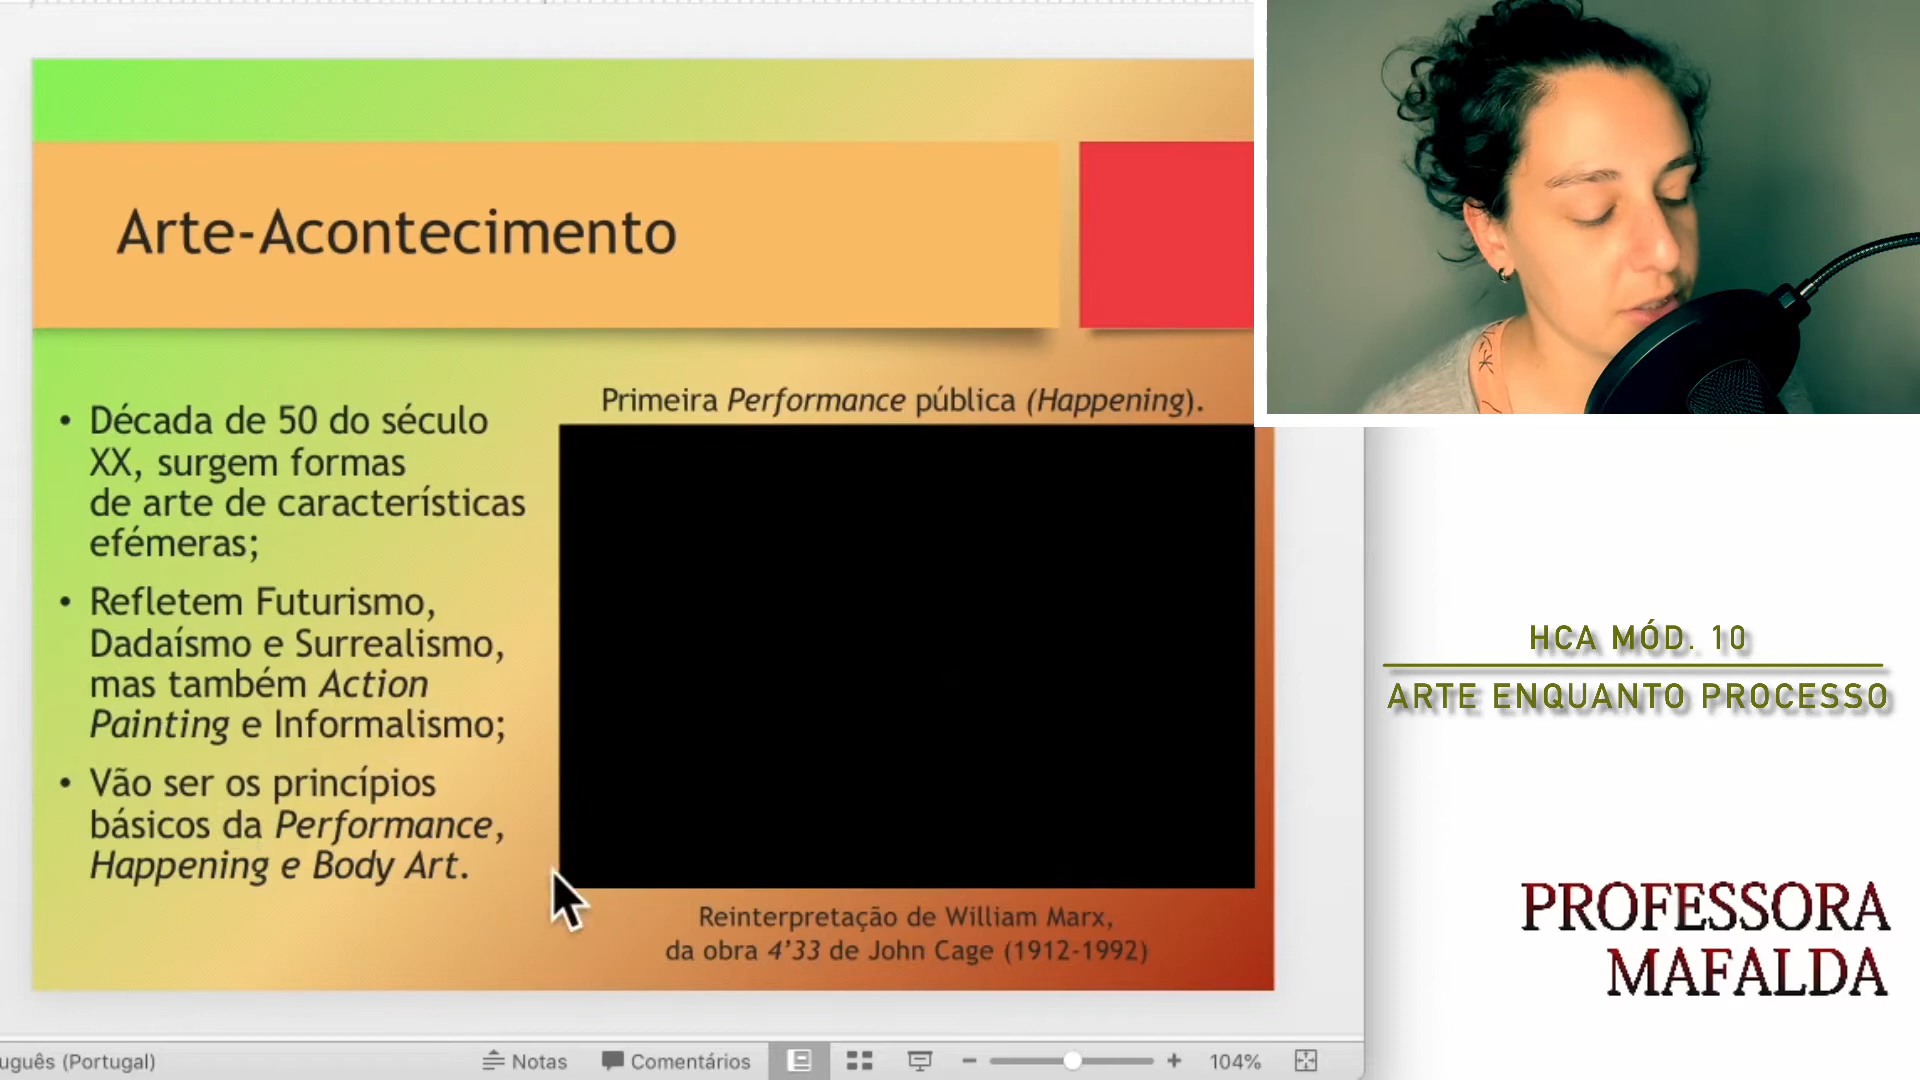 Arte-Acontecimento
• Década de 50 do século
XX, surgem formas
de arte de características
efémeras;
• Refletem Futurismo,
Dadaísmo e Surrealismo,
mas também Action
Painting e Informalismo;
• Vão ser os princípios
básicos da Performance,
Happening e Body Art.
Primeira Performance pública (Happening).
Reinterpretação de William Marx,
da obra 4’33 de John Cage (1912-1992)
HCA MÓD. 10
ARTE ENQUANTO PROCESSO
PROFESSORA
MAFALDA
uguês (Portugal)
Notas
Comentários
104%